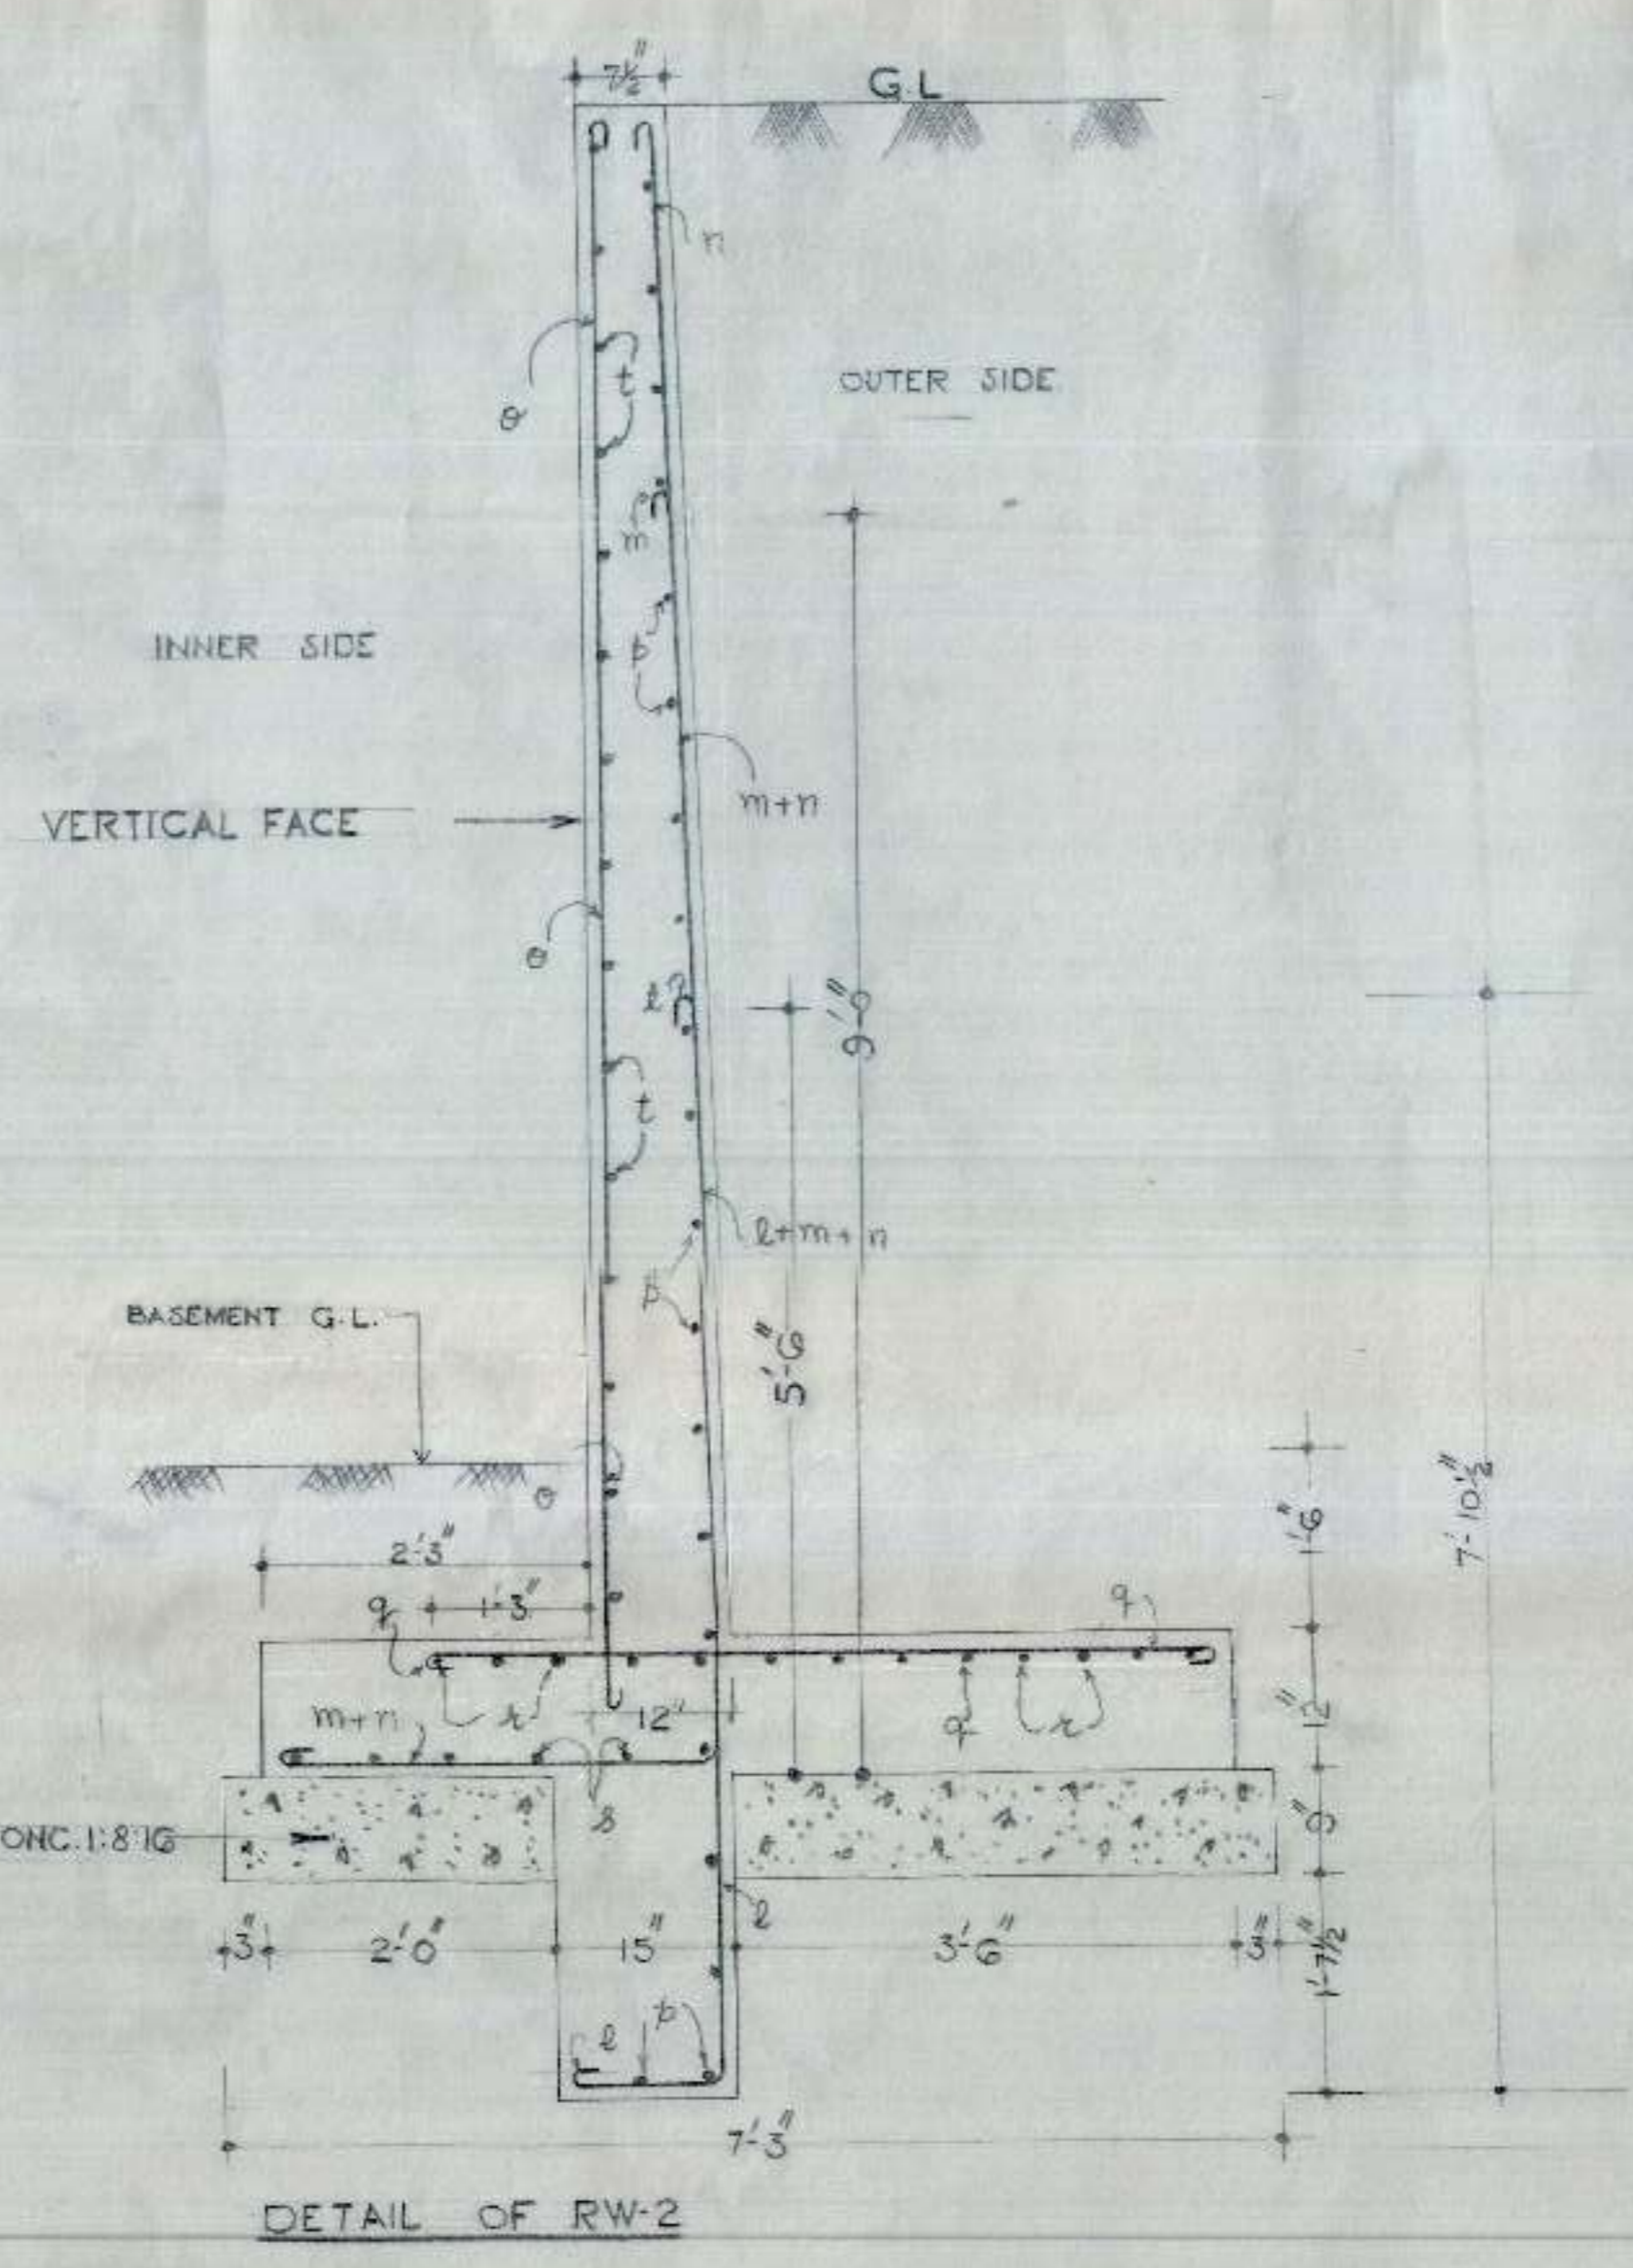 7½"
G.L
n
OUTER SIDE
t
o
m
INNER SIDE
p
m+n
VERTICAL FACE
o
l
9'-0"
t
l+m+n
p
BASEMENT G.L.
5'-6"
o
1'-6"
7'-10½"
2'-3"
q
1'-3"
q
m+n
r
12"
q
r
12"
s
9"
ONC. 1:8:16
l
3"
2'-0"
15"
3'-6"
3"
1'-7½"
l
p
7'-3"
DETAIL OF RW-2